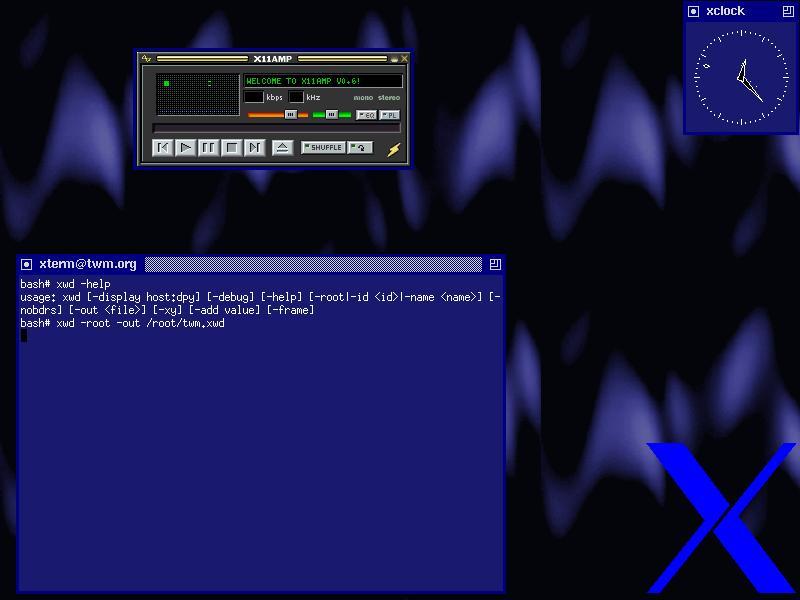 xclock
X11AMP
WELCOME TO X11AMP V0.6!
kbps kHz mono stereo
EQ PL
SHUFFLE
xterm@twm.org
bash# xwd -help
usage: xwd [-display host:dpy] [-debug] [-help] [-root|-id <id>|-name <name>] [-
nobdrs] [-out <file>] [-xy] [-add value] [-frame]
bash# xwd -root -out /root/twm.xwd
X